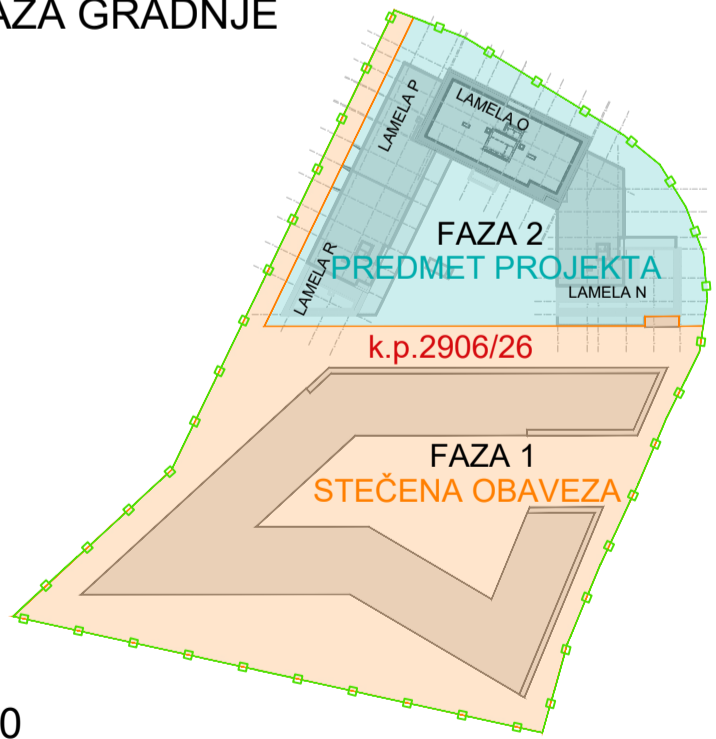 AZA GRADNJE
LAMELA P
LAMELA O
LAMELA R
FAZA 2
PREDMET PROJEKTA
LAMELA N
k.p.2906/26
FAZA 1
STEČENA OBAVEZA
0